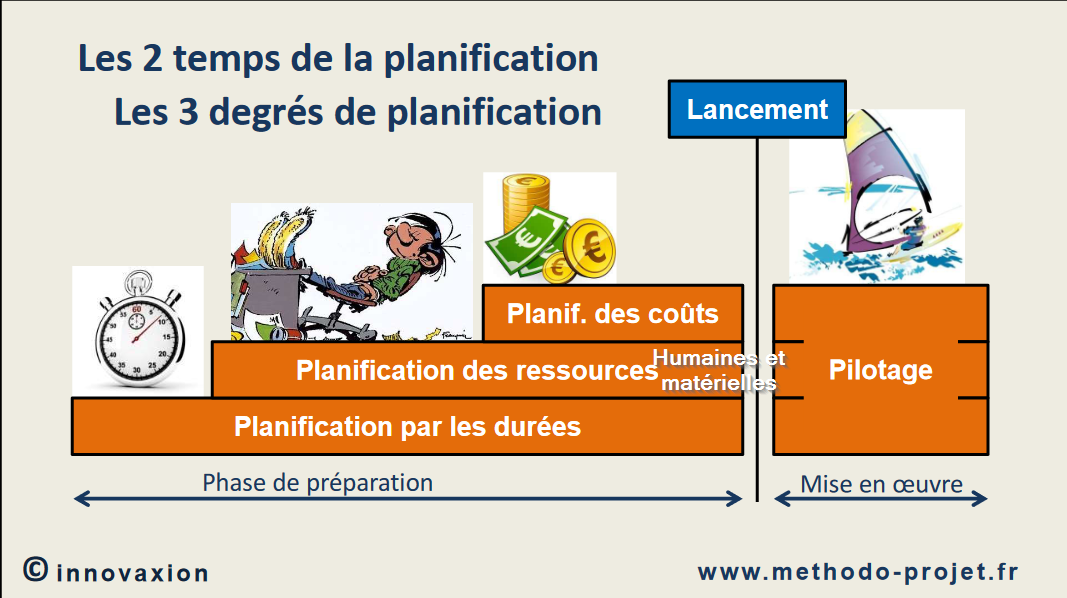 Les 2 temps de la planification
Les 3 degrés de planification
Lancement
Planif. des coûts
Planification des ressources
Humaines et
matérielles
Pilotage
Planification par les durées
Phase de préparation
Mise en œuvre
© innovaxion
www.methodo-projet.fr